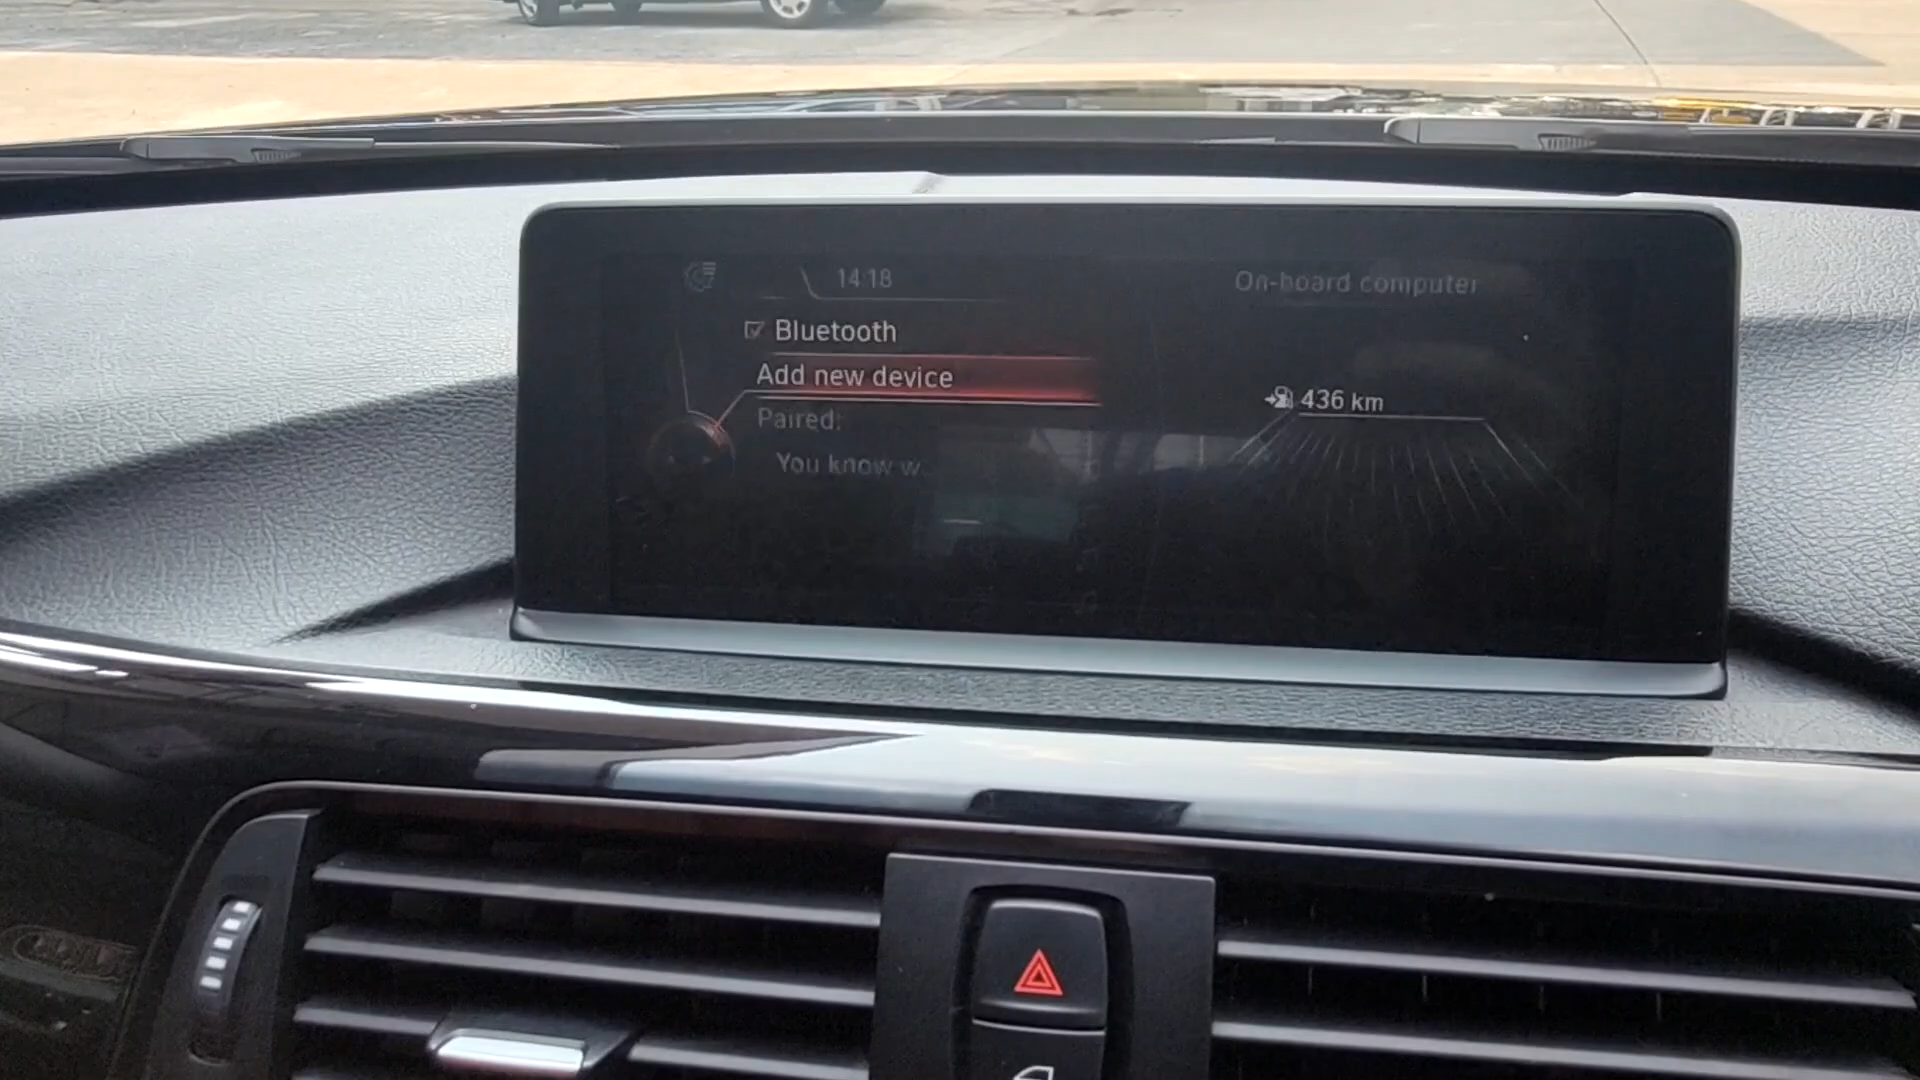 14:18
On-board computer
Bluetooth
Add new device
436 km
Paired:
You know w